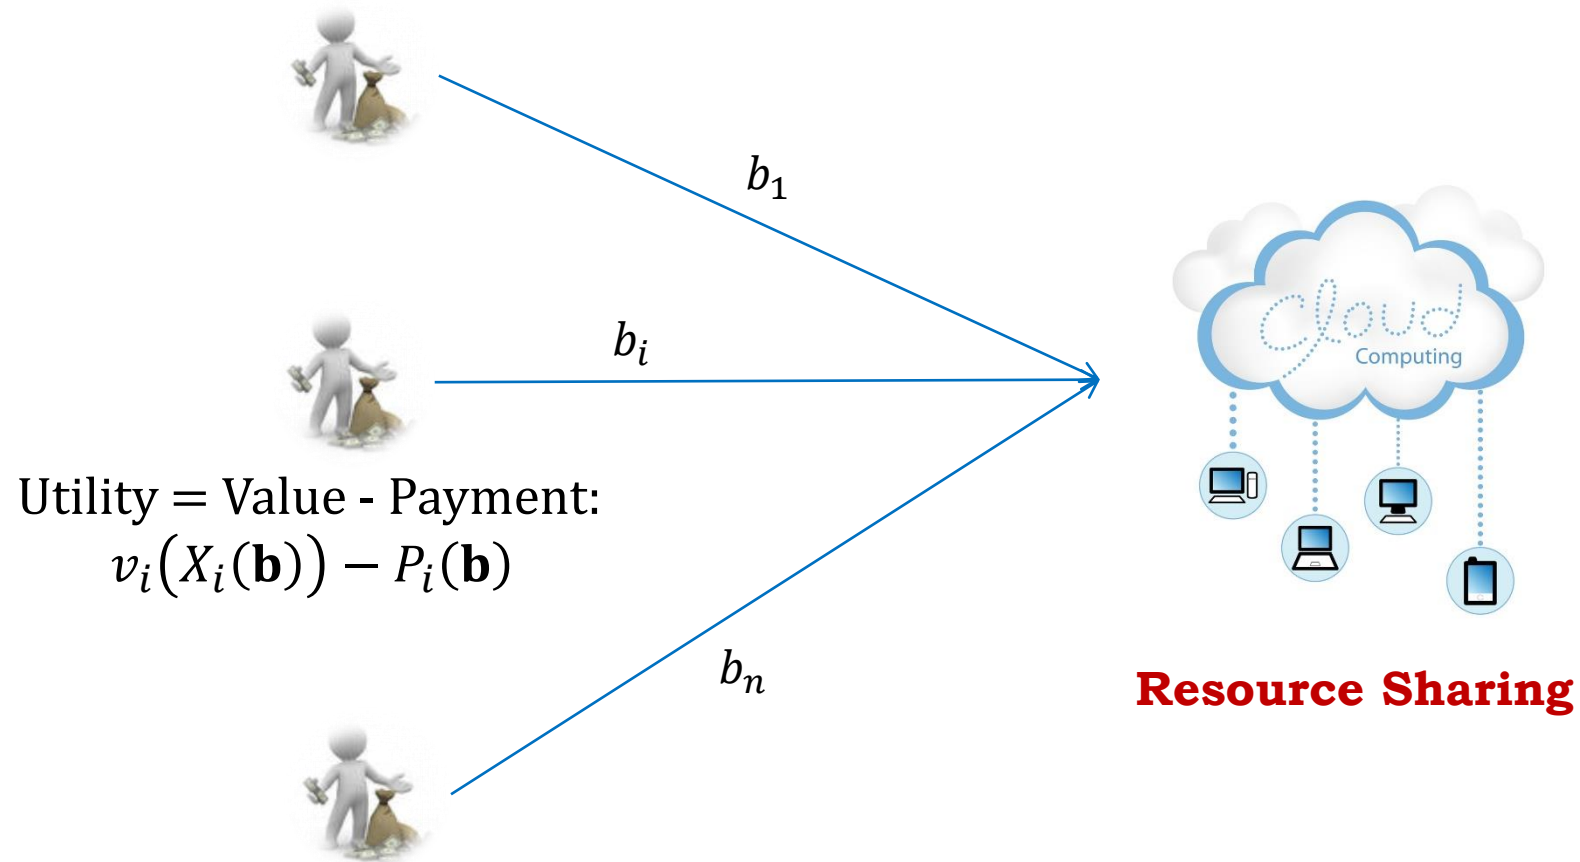 b₁
bᵢ
Utility = Value - Payment:
vᵢ(Xᵢ(𝐛)) − Pᵢ(𝐛)
bₙ
cloud
Computing
Resource Sharing